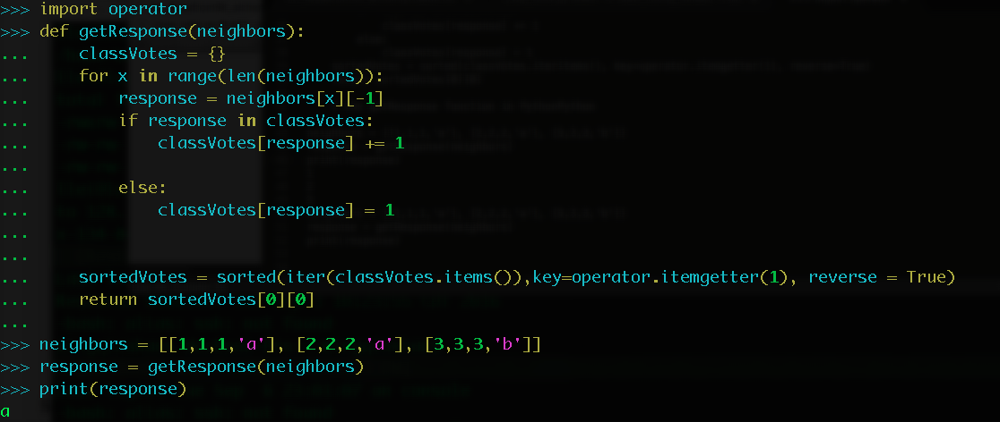 >>> import operator
>>> def getResponse(neighbors):
...     classVotes = {}
...     for x in range(len(neighbors)):
...         response = neighbors[x][-1]
...         if response in classVotes:
...             classVotes[response] += 1
...
...         else:
...             classVotes[response] = 1
...
...
...     sortedVotes = sorted(iter(classVotes.items()),key=operator.itemgetter(1), reverse = True)
...     return sortedVotes[0][0]
...
>>> neighbors = [[1,1,1,'a'], [2,2,2,'a'], [3,3,3,'b']]
>>> response = getResponse(neighbors)
>>> print(response)
a